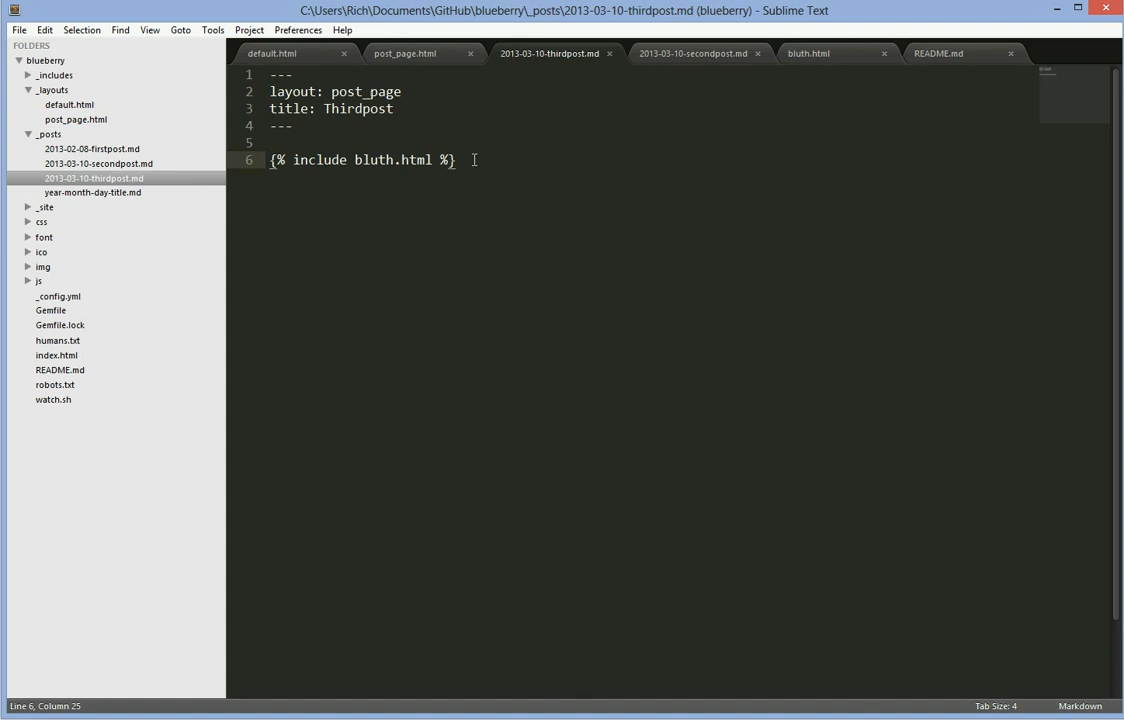 C:\Users\Rich\Documents\GitHub\blueberry\_posts\2013-03-10-thirdpost.md (blueberry) - Sublime Text
File Edit Selection Find View Goto Tools Project Preferences Help
FOLDERS
blueberry
_includes
_layouts
default.html
post_page.html
_posts
2013-02-08-firstpost.md
2013-03-10-secondpost.md
2013-03-10-thirdpost.md
year-month-day-title.md
_site
css
font
ico
img
js
_config.yml
Gemfile
Gemfile.lock
humans.txt
index.html
README.md
robots.txt
watch.sh
default.html post_page.html 2013-03-10-thirdpost.md 2013-03-10-secondpost.md bluth.html README.md
1 ---
2 layout: post_page
3 title: Thirdpost
4 ---
5
6 {% include bluth.html %}
Line 6, Column 25 Tab Size: 4 Markdown